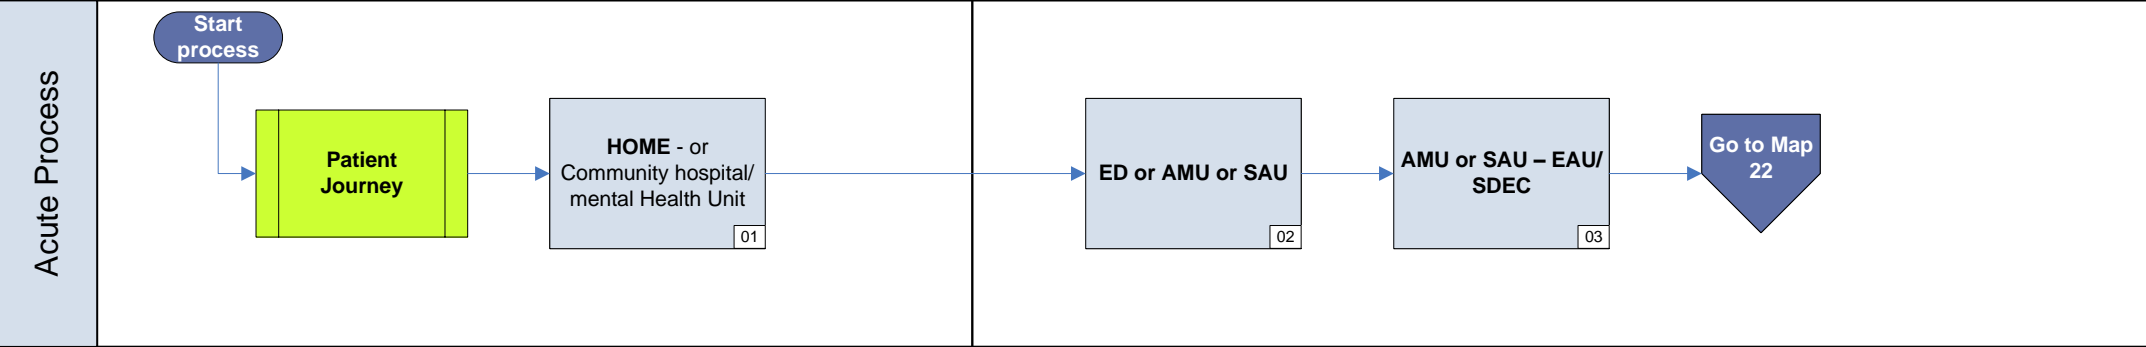 Acute Process
Start
process
Patient
Journey
HOME - or
Community hospital/
mental Health Unit
01
ED or AMU or SAU
02
AMU or SAU – EAU/
SDEC
03
Go to Map
22